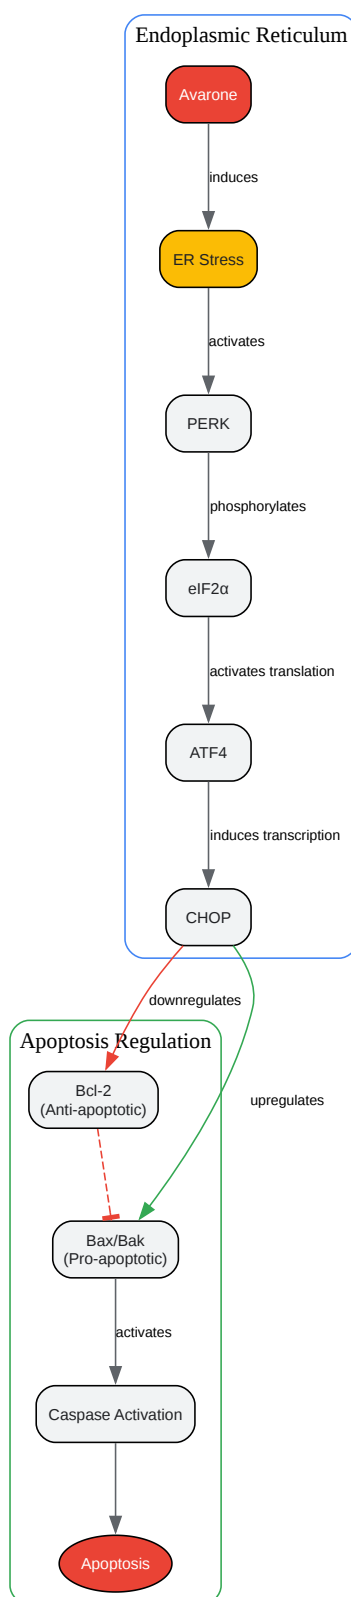 Endoplasmic Reticulum
Avarone
induces
ER Stress
activates
PERK
phosphorylates
eIF2α
activates translation
ATF4
induces transcription
CHOP
downregulates
Apoptosis Regulation
Bcl-2
(Anti-apoptotic)
upregulates
Bax/Bak
(Pro-apoptotic)
activates
Caspase Activation
Apoptosis